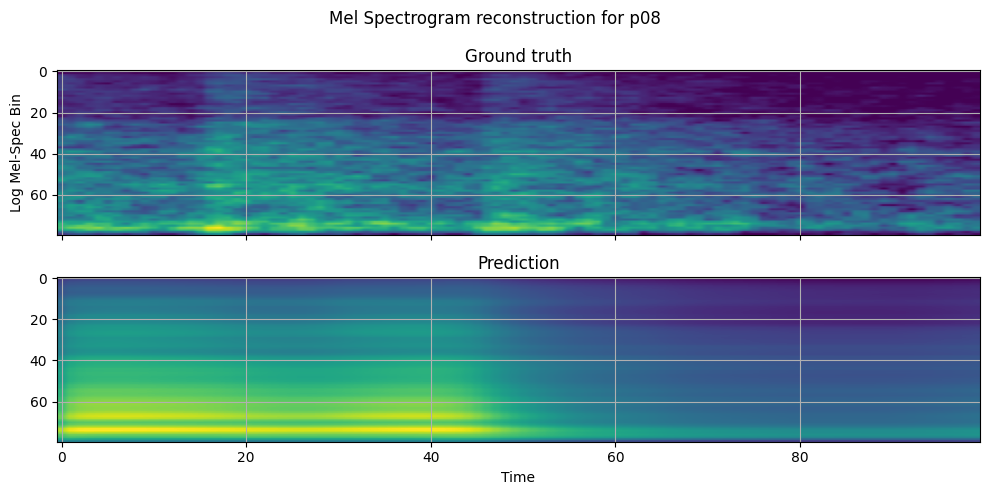 Mel Spectrogram reconstruction for p08
Ground truth
0
20
40
60
Log Mel-Spec Bin
Prediction
0
20
40
60
0 20 40 60 80
Time